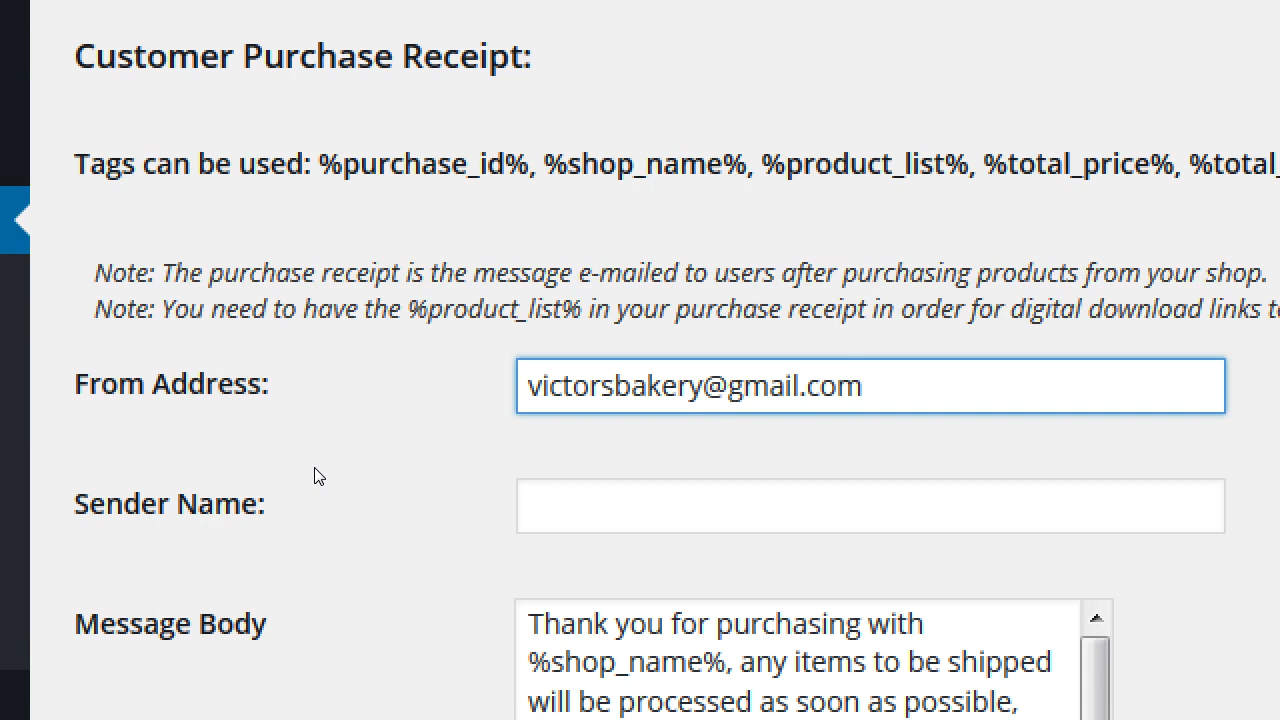 Customer Purchase Receipt:
Tags can be used: %purchase_id%, %shop_name%, %product_list%, %total_price%, %total_
Note: The purchase receipt is the message e-mailed to users after purchasing products from your shop.
Note: You need to have the %product_list% in your purchase receipt in order for digital download links
From Address:
victorsbakery@gmail.com
Sender Name:
Message Body
Thank you for purchasing with
%shop_name%, any items to be shipped
will be processed as soon as possible,